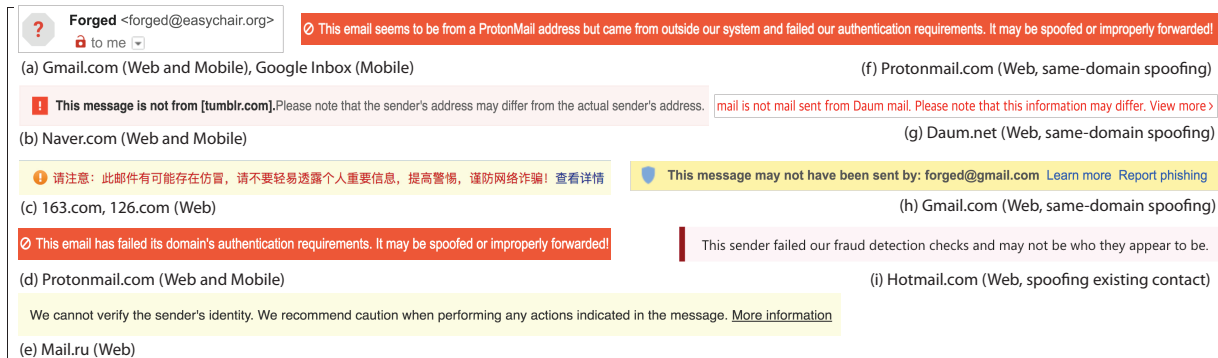 Forged <forged@easychair.org>
? to me
(a) Gmail.com (Web and Mobile), Google Inbox (Mobile)
! This message is not from [tumblr.com].Please note that the sender's address may differ from the actual sender's address.
(b) Naver.com (Web and Mobile)
! 请注意：此邮件有可能存在仿冒，请不要轻易透露个人重要信息，提高警惕，谨防网络诈骗！查看详情
(c) 163.com, 126.com (Web)
This email has failed its domain's authentication requirements. It may be spoofed or improperly forwarded!
(d) Protonmail.com (Web and Mobile)
We cannot verify the sender's identity. We recommend caution when performing any actions indicated in the message. More information
(e) Mail.ru (Web)
This email seems to be from a ProtonMail address but came from outside our system and failed our authentication requirements. It may be spoofed or improperly forwarded!
(f) Protonmail.com (Web, same-domain spoofing)
mail is not mail sent from Daum mail. Please note that this information may differ. View more >
(g) Daum.net (Web, same-domain spoofing)
This message may not have been sent by: forged@gmail.com Learn more Report phishing
(h) Gmail.com (Web, same-domain spoofing)
This sender failed our fraud detection checks and may not be who they appear to be.
(i) Hotmail.com (Web, spoofing existing contact)